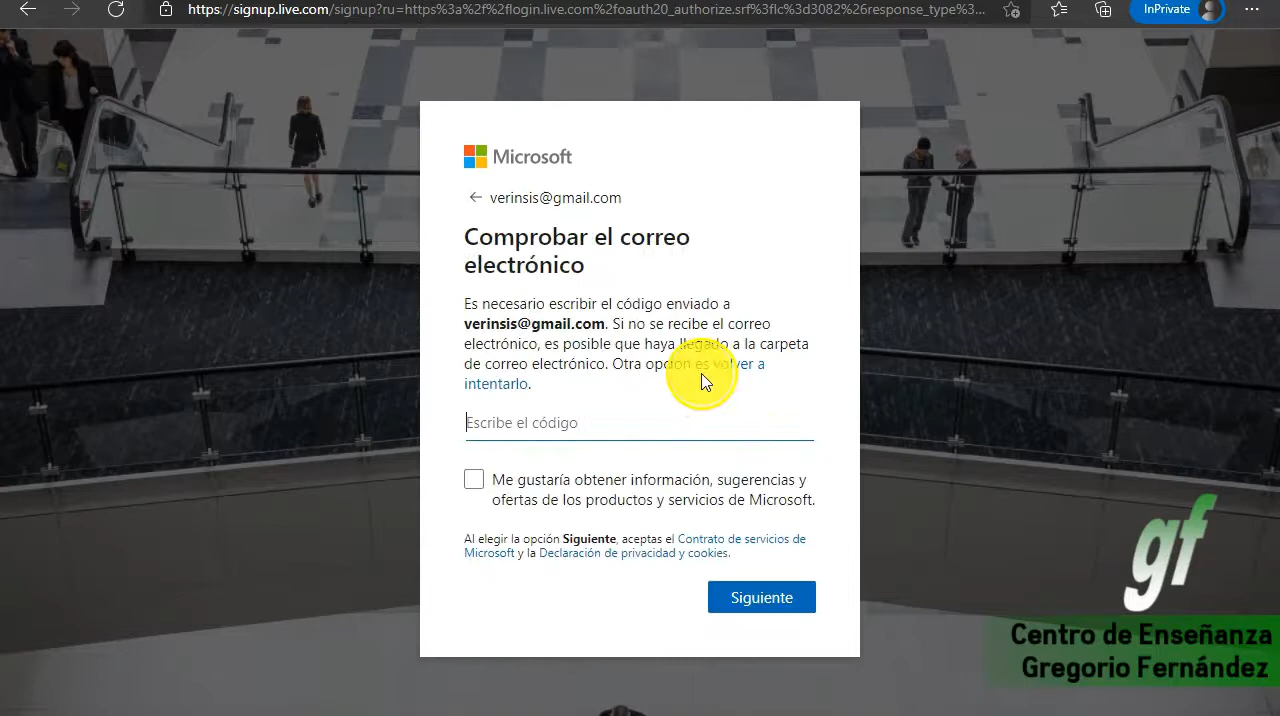 https://signup.live.com/signup?ru=https%3a%2f%2flogin.live.com%2foauth20_authorize.srf%3flc%3d3082%26response_type%3...
InPrivate
Microsoft
verinsis@gmail.com
Comprobar el correo
electrónico
Es necesario escribir el código enviado a
verinsis@gmail.com. Si no se recibe el correo
electrónico, es posible que haya llegado a la carpeta
de correo electrónico. Otra opción es volver a
intentarlo.
Escribe el código
Me gustaría obtener información, sugerencias y
ofertas de los productos y servicios de Microsoft.
Al elegir la opción Siguiente, aceptas el Contrato de servicios de
Microsoft y la Declaración de privacidad y cookies.
Siguiente
gf
Centro de Enseñanza
Gregorio Fernández